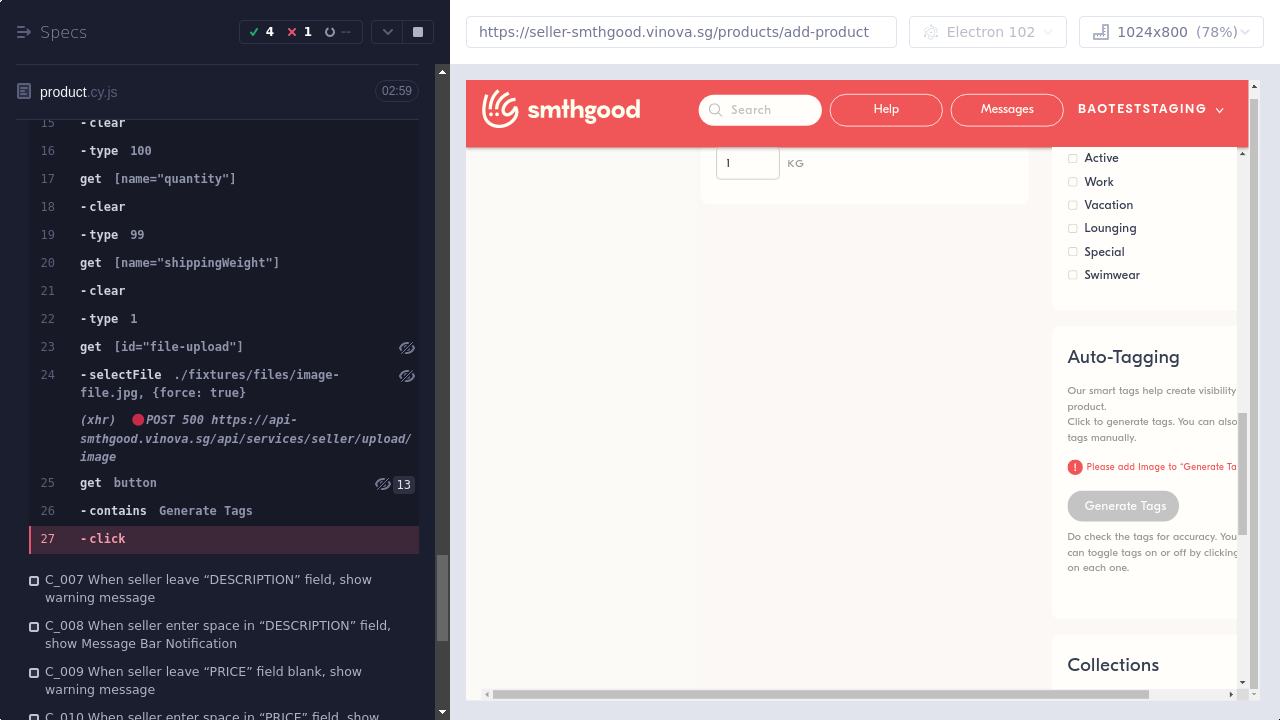 Specs
4
1
--
product.cy.js
02:59
15 -clear
16 -type 100
17 get [name="quantity"]
18 -clear
19 -type 99
20 get [name="shippingWeight"]
21 -clear
22 -type 1
23 get [id="file-upload"]
24 -selectFile ./fixtures/files/image-
file.jpg, {force: true}
(xhr) POST 500 https://api-
smthgood.vinova.sg/api/services/seller/upload/
image
25 get button 13
26 -contains Generate Tags
27 -click
C_007 When seller leave “DESCRIPTION” field, show
warning message
C_008 When seller enter space in “DESCRIPTION” field,
show Message Bar Notification
C_009 When seller leave “PRICE” field blank, show
warning message
C_010 When seller enter space in “PRICE” field, show
https://seller-smthgood.vinova.sg/products/add-product
Electron 102
1024x800 (78%)
smthgood
Search
Help
Messages
BAOTESTSTAGING
1 KG
Active
Work
Vacation
Lounging
Special
Swimwear
Auto-Tagging
Our smart tags help create visibility
product.
Click to generate tags. You can also
tags manually.
! Please add Image to "Generate Ta
Generate Tags
Do check the tags for accuracy. You
can toggle tags on or off by clicking
on each one.
Collections